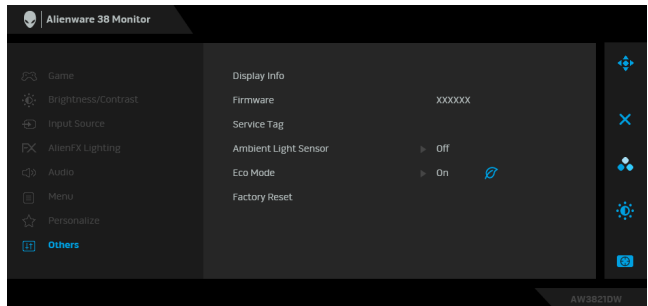 Alienware 38 Monitor
Game
Brightness/Contrast
Input Source
AlienFX Lighting
Audio
Menu
Personalize
Others
Display Info
Firmware XXXXXX
Service Tag
Ambient Light Sensor Off
Eco Mode On
Factory Reset
AW3821DW